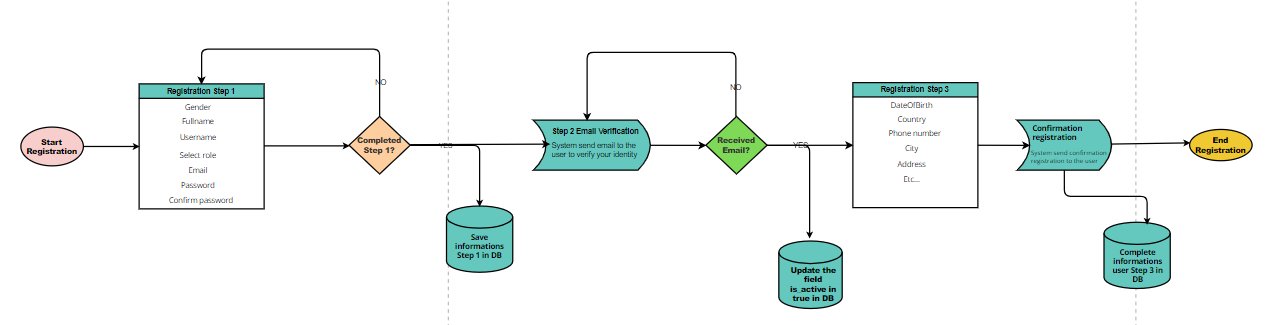 Start
Registration
Registration Step 1
Gender
Fullname
Username
Select role
Email
Password
Confirm password
NO
Completed
Step 1?
YES
Save
informations
Step 1 in DB
Step 2 Email Verification
System send email to the
user to verify your identity
NO
Received
Email?
YES
Update the
field
is_active in
true in DB
Registration Step 3
DateOfBirth
Country
Phone number
City
Address
Etc...
Confirmation
registration
System send confirmation
registration to the user
Complete
informations
user Step 3 in
DB
End
Registration